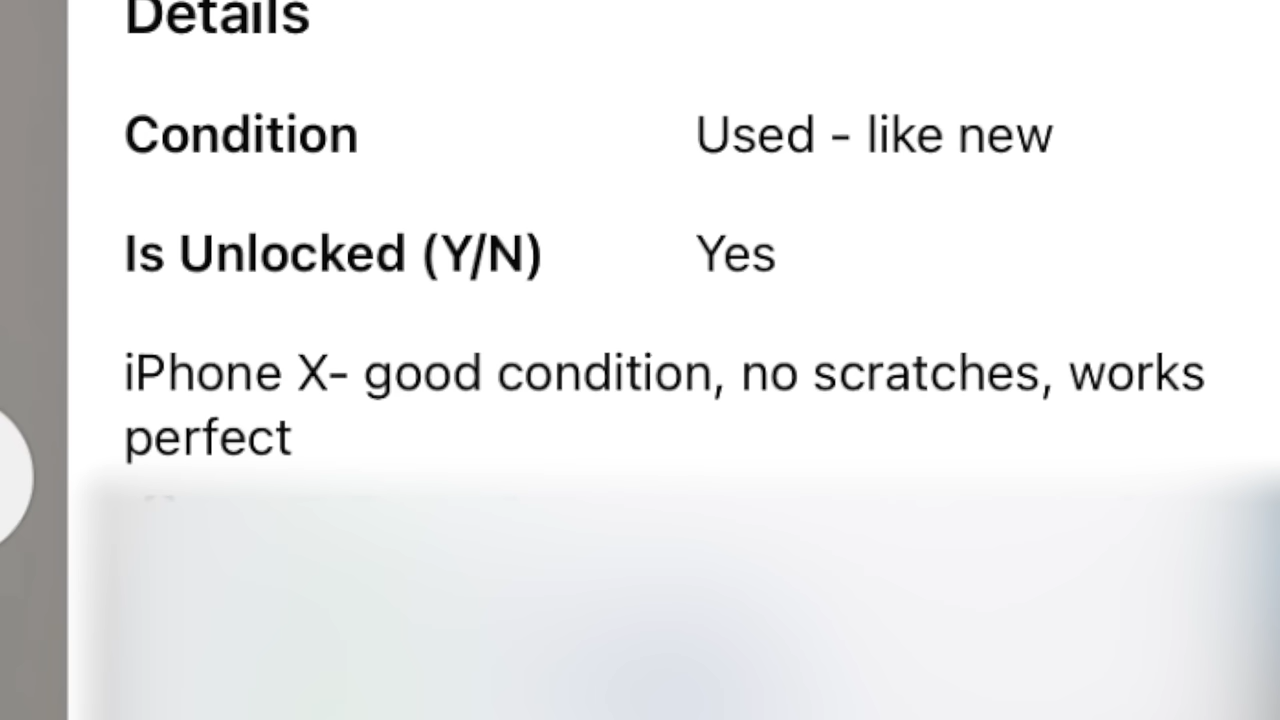 Details
Condition Used - like new
Is Unlocked (Y/N) Yes
iPhone X- good condition, no scratches, works
perfect